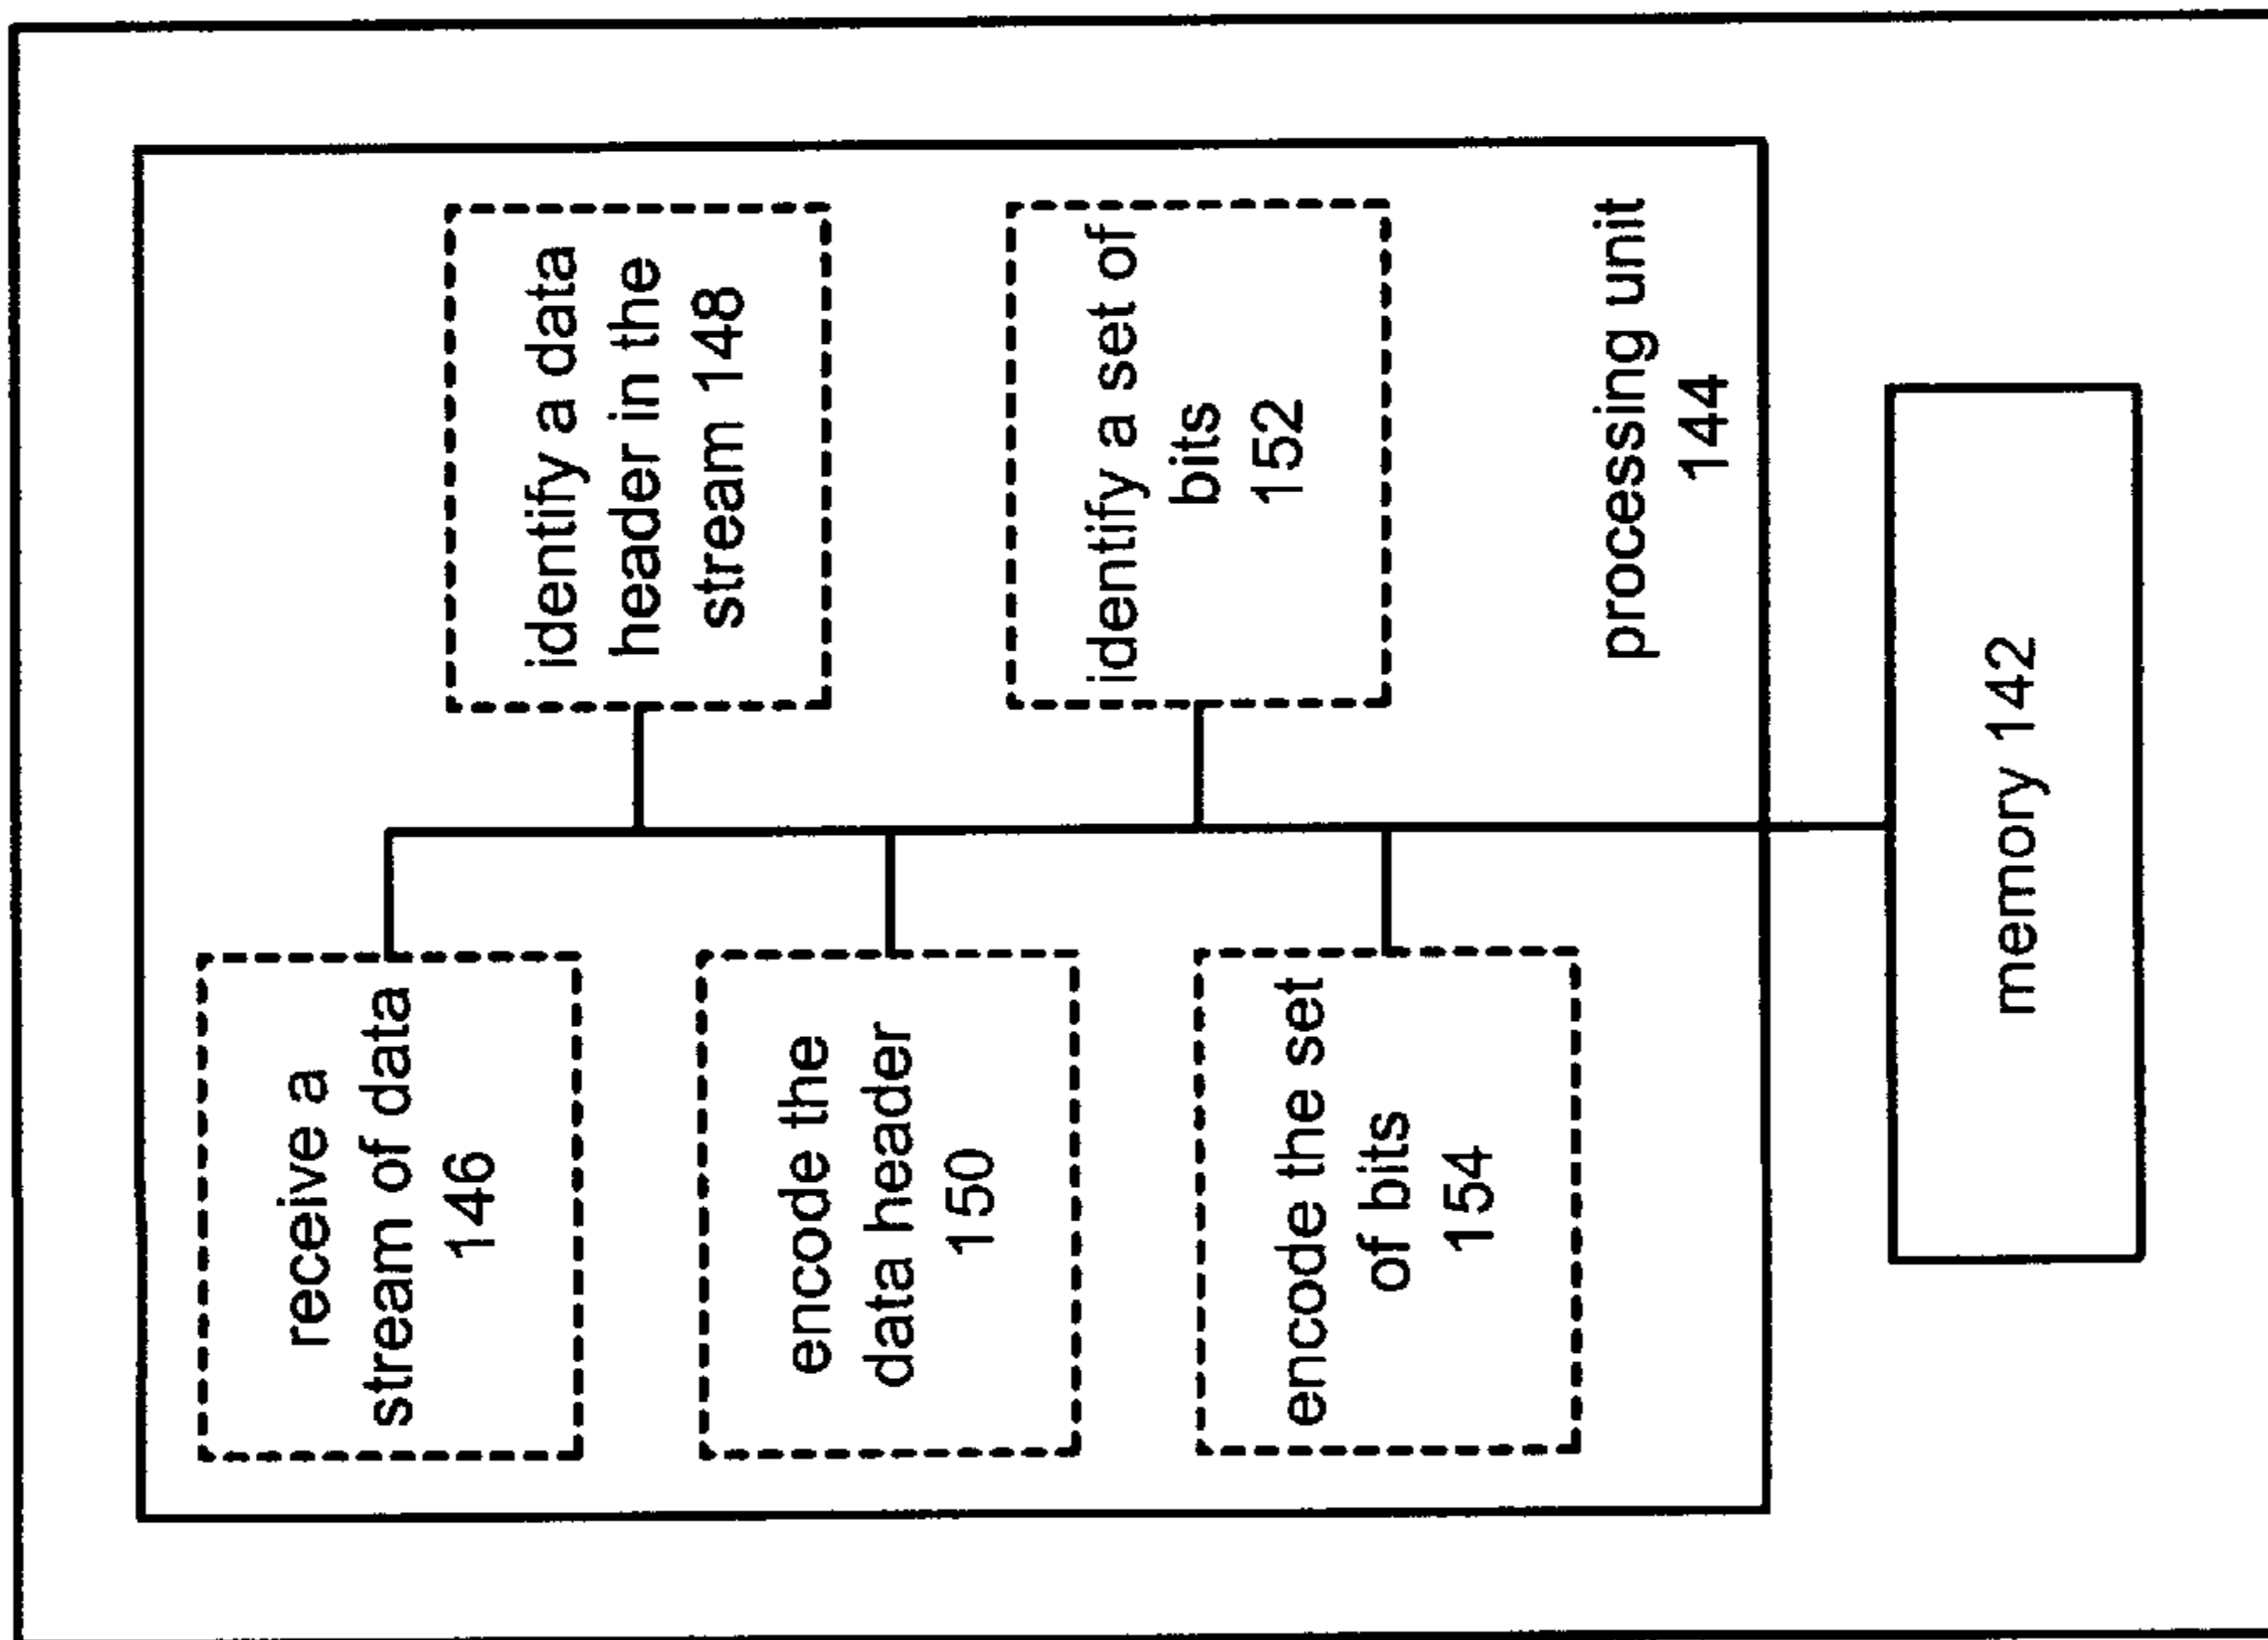 receive a
stream of data
146
identify a data
header in the
stream 148
encode the
data header
150
identify a set of
bits
152
encode the set
of bits
154
processing unit
144
memory 142